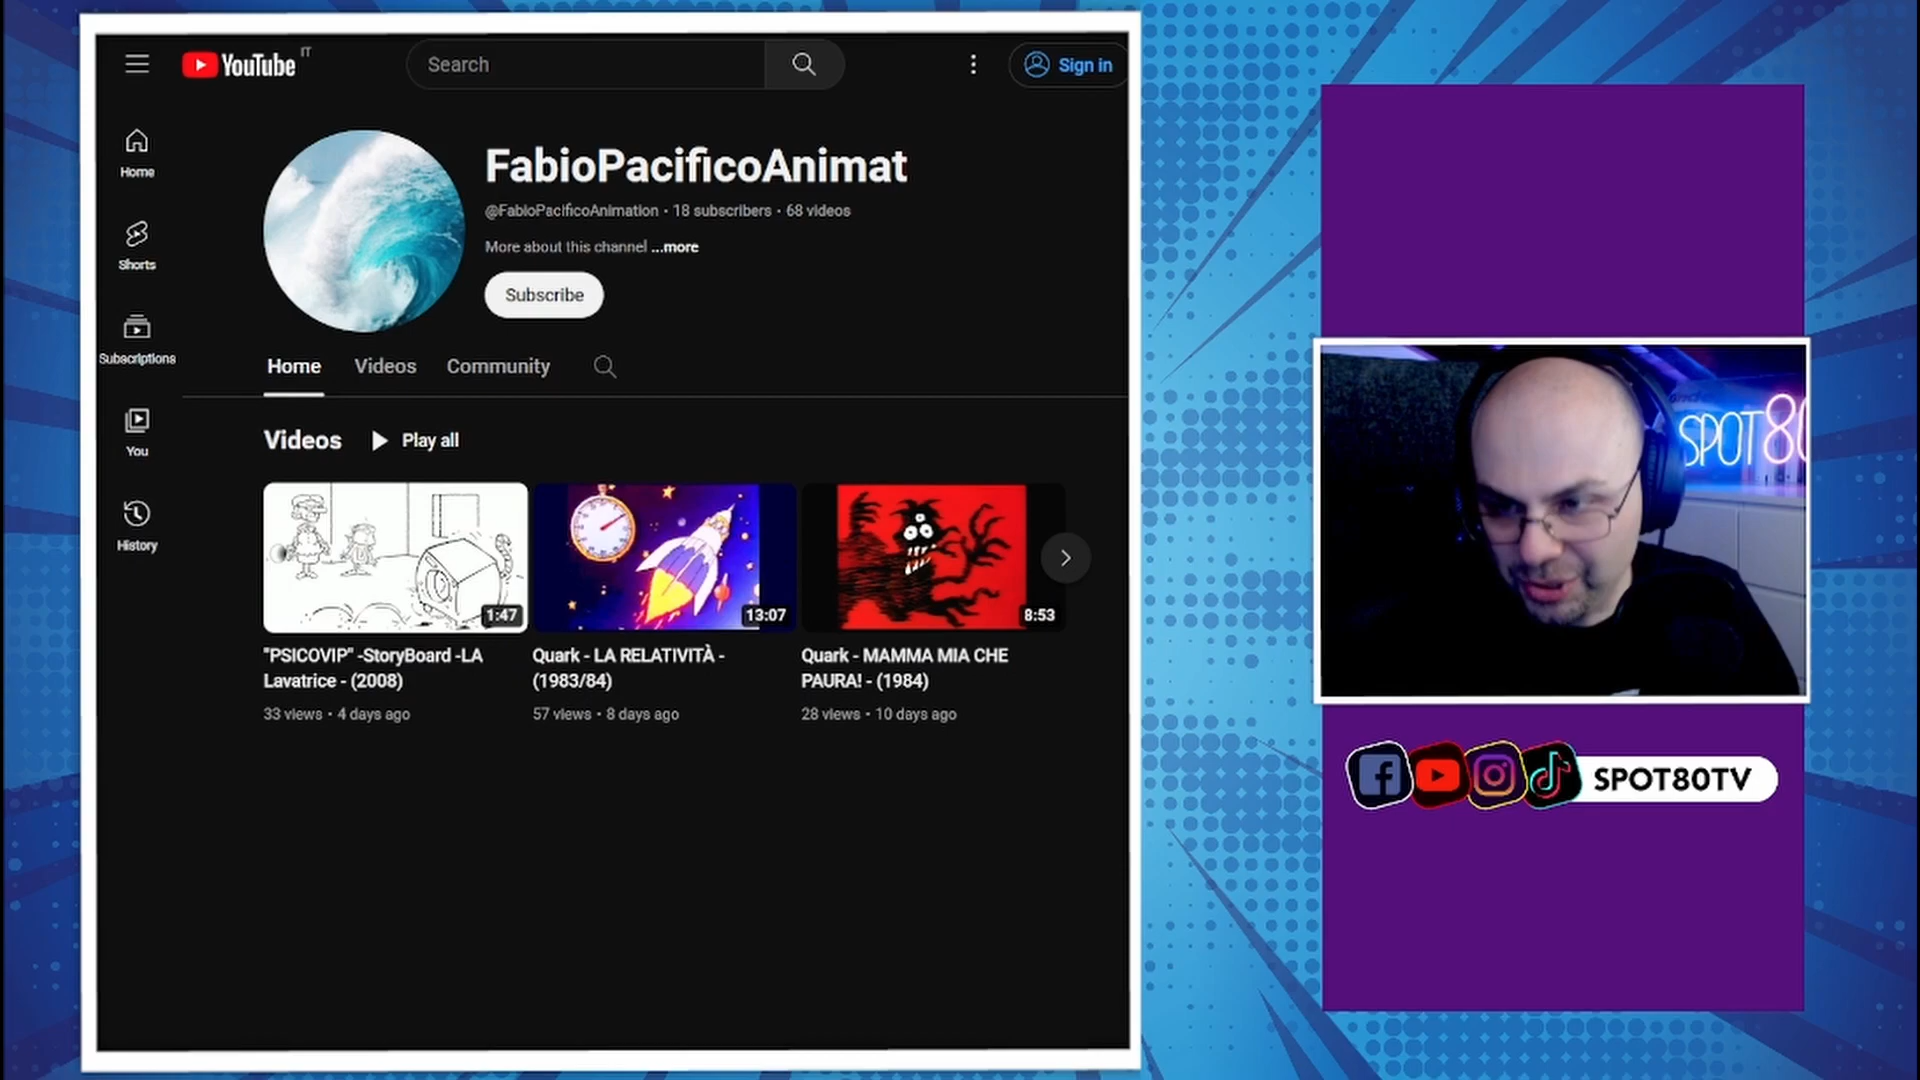 YouTube IT
Search
Sign in
Home
Shorts
Subscriptions
You
History
FabioPacificoAnimat
@FabioPacificoAnimation • 18 subscribers • 68 videos
More about this channel ...more
Subscribe
Home Videos Community
Videos Play all
1:47
13:07
8:53
"PSICOVIP" -StoryBoard -LA
Lavatrice - (2008)
33 views • 4 days ago
Quark - LA RELATIVITÀ -
(1983/84)
57 views • 8 days ago
Quark - MAMMA MIA CHE
PAURA! - (1984)
28 views • 10 days ago
SPOT80
SPOT80TV